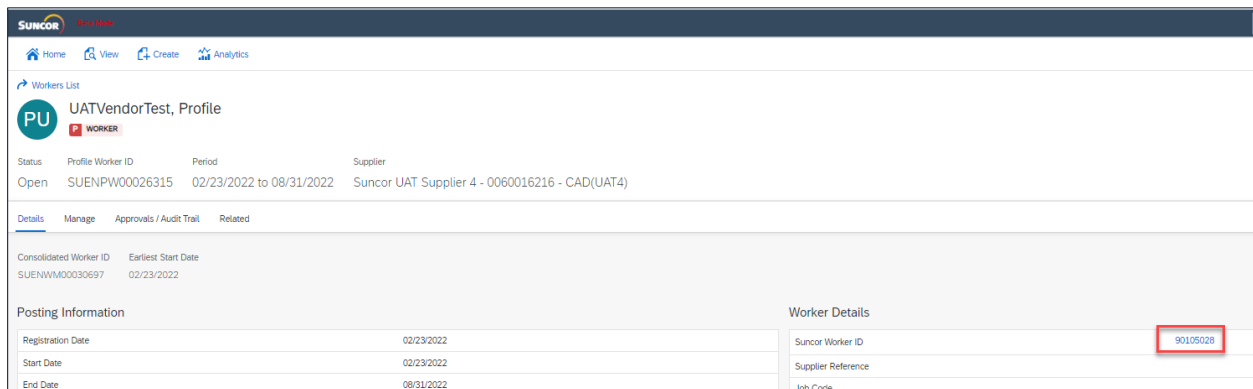 SUNCOR
Home View Create Analytics
Workers List
PU
UATVendorTest, Profile
P WORKER
Status Profile Worker ID Period Supplier
Open SUENPW00026315 02/23/2022 to 08/31/2022 Suncor UAT Supplier 4 - 0060016216 - CAD(UAT4)
Details Manage Approvals / Audit Trail Related
Consolidated Worker ID Earliest Start Date
SUENWM00030697 02/23/2022
Posting Information
Registration Date 02/23/2022
Start Date 02/23/2022
End Date 08/31/2022
Worker Details
Suncor Worker ID 90105028
Supplier Reference
Job Code